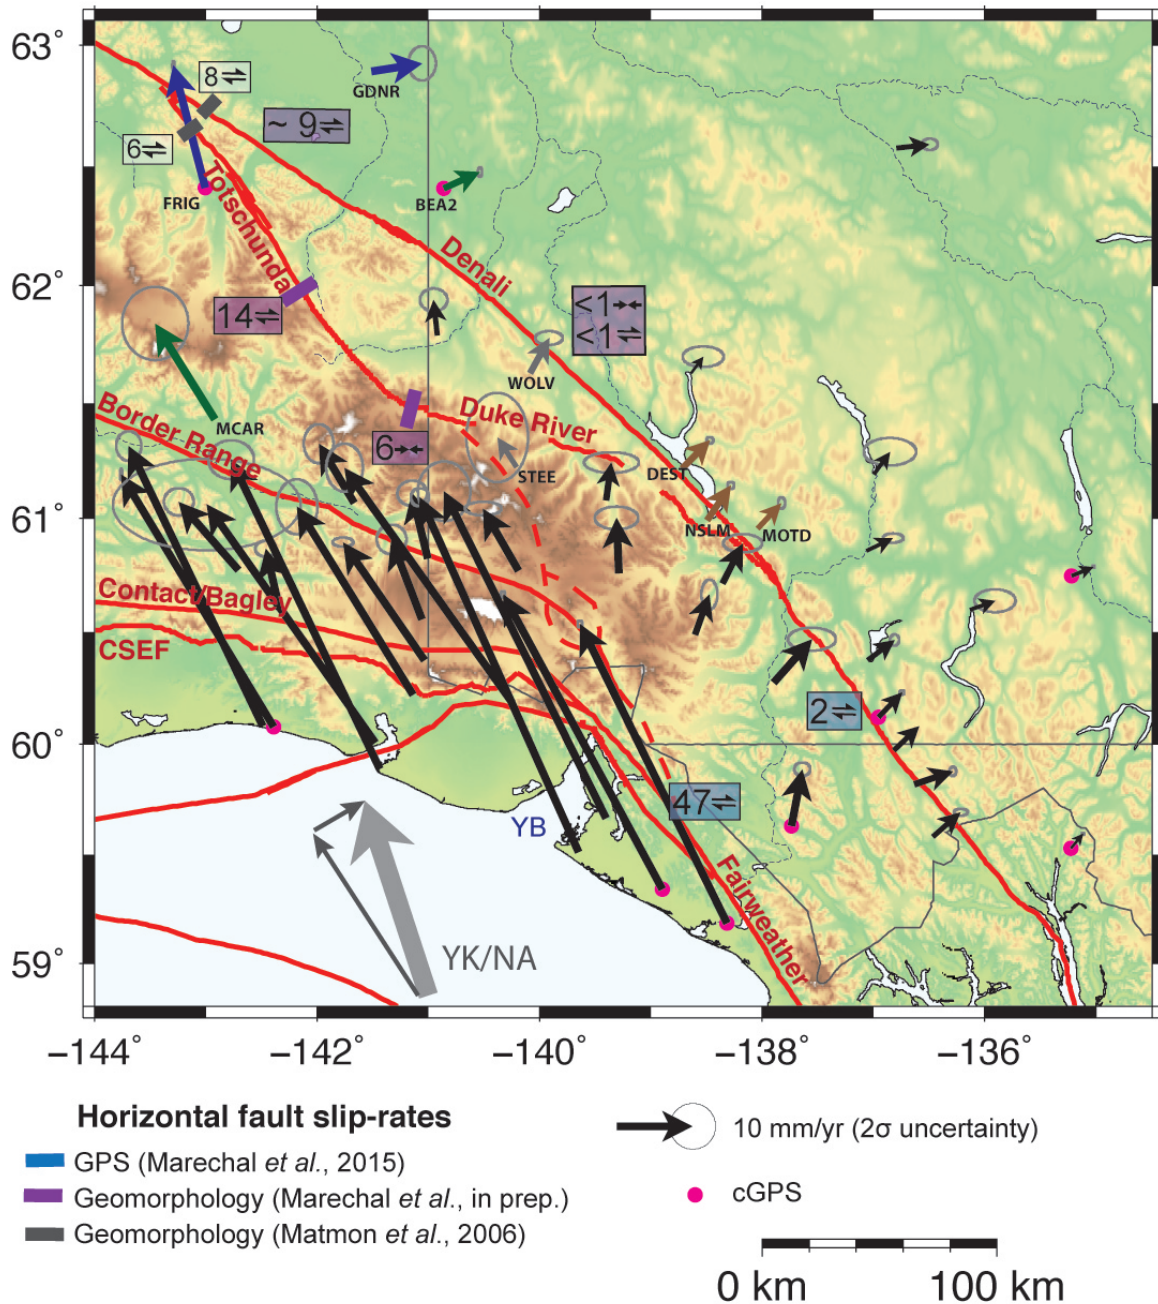 63°
62°
61°
60°
59°
8⇌
GDNR
~ 9⇌
6⇌
FRIG
BEA2
Totschunda
Denali
14⇌
<1→←
<1⇌
WOLV
MCAR
Border Range
Duke River
6→←
STEE
DEST
NSLM
MOTD
Contact/Bagley
CSEF
2⇌
47⇌
YB
Fairweather
YK/NA
−144° −142° −140° −138° −136°
Horizontal fault slip-rates
GPS (Marechal et al., 2015)
Geomorphology (Marechal et al., in prep.)
Geomorphology (Matmon et al., 2006)
10 mm/yr (2σ uncertainty)
cGPS
0 km 100 km